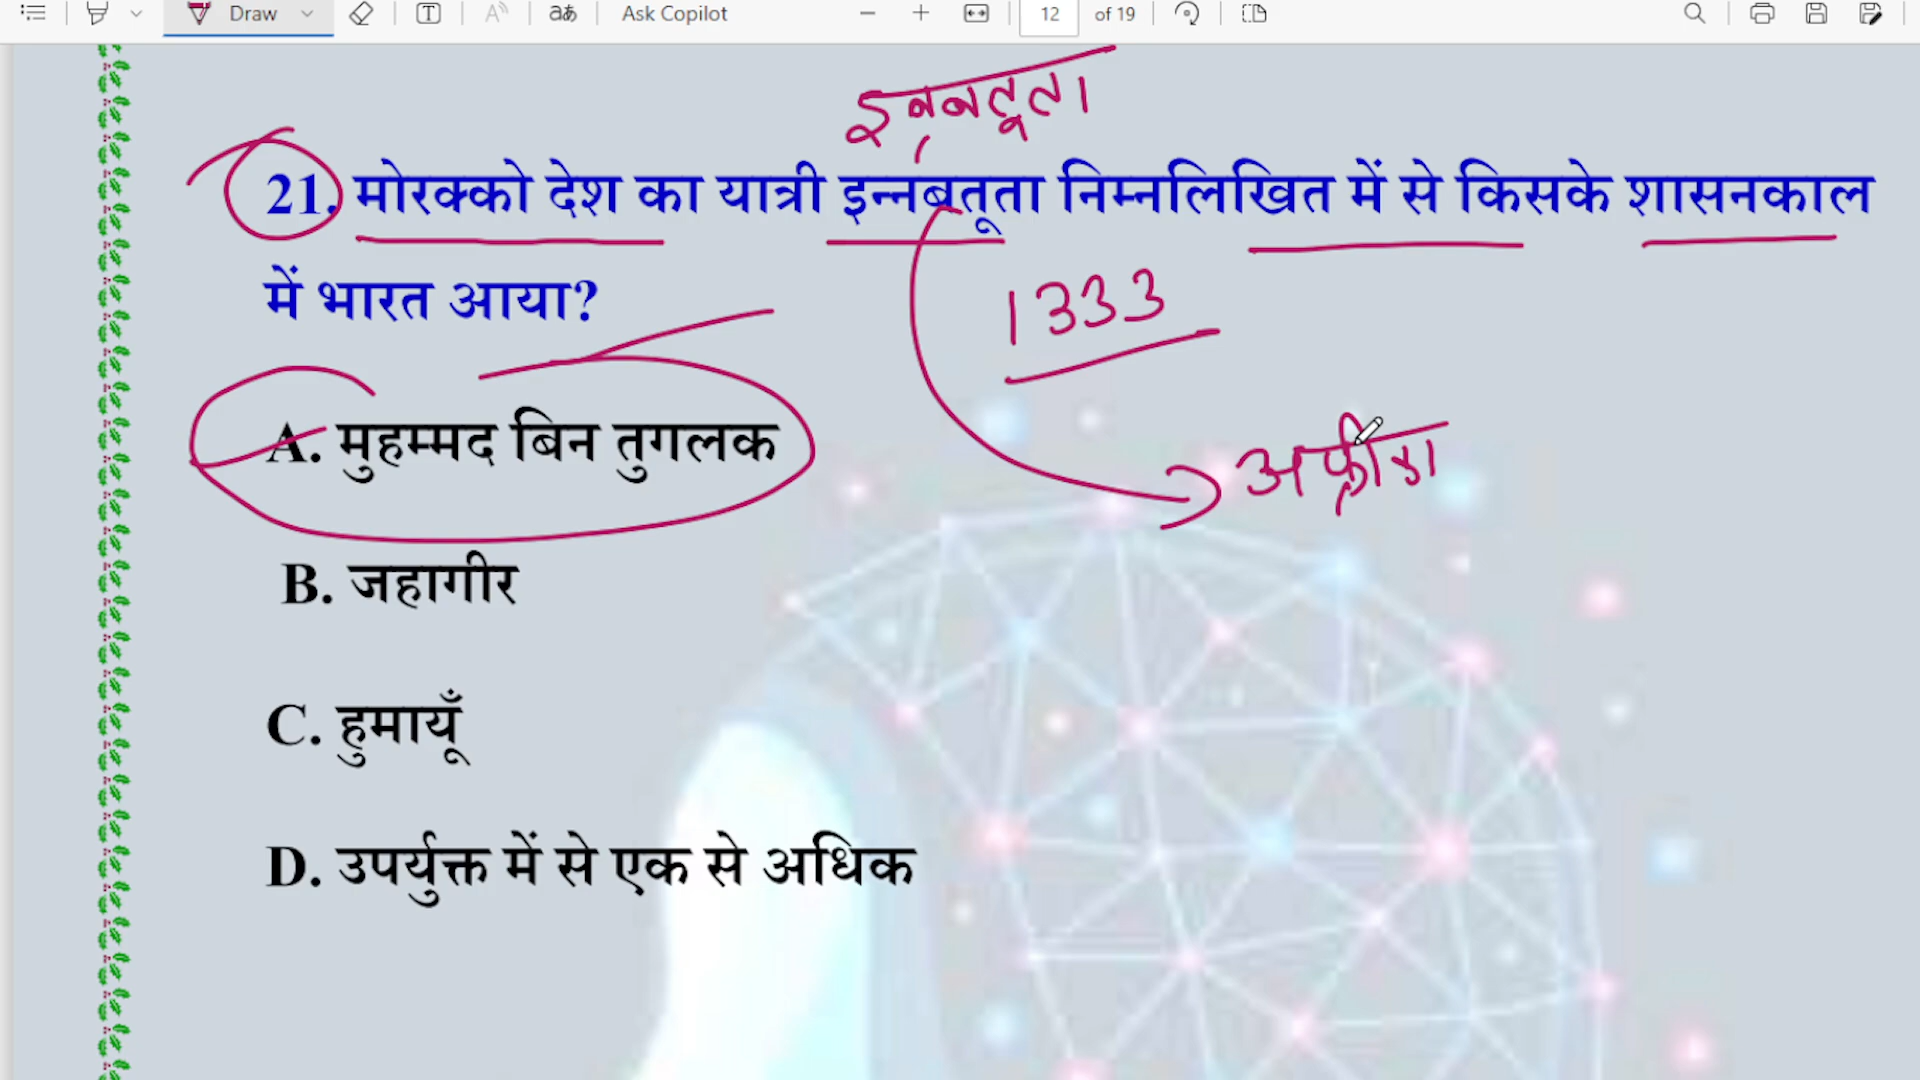 Draw
Ask Copilot
12 of 19
इब्नबतूता
21. मोरक्को देश का यात्री इन्नबतूता निम्नलिखित में से किसके शासनकाल
में भारत आया?
1333
A. मुहम्मद बिन तुगलक
अफ्रीका
B. जहागीर
C. हुमायूँ
D. उपर्युक्त में से एक से अधिक